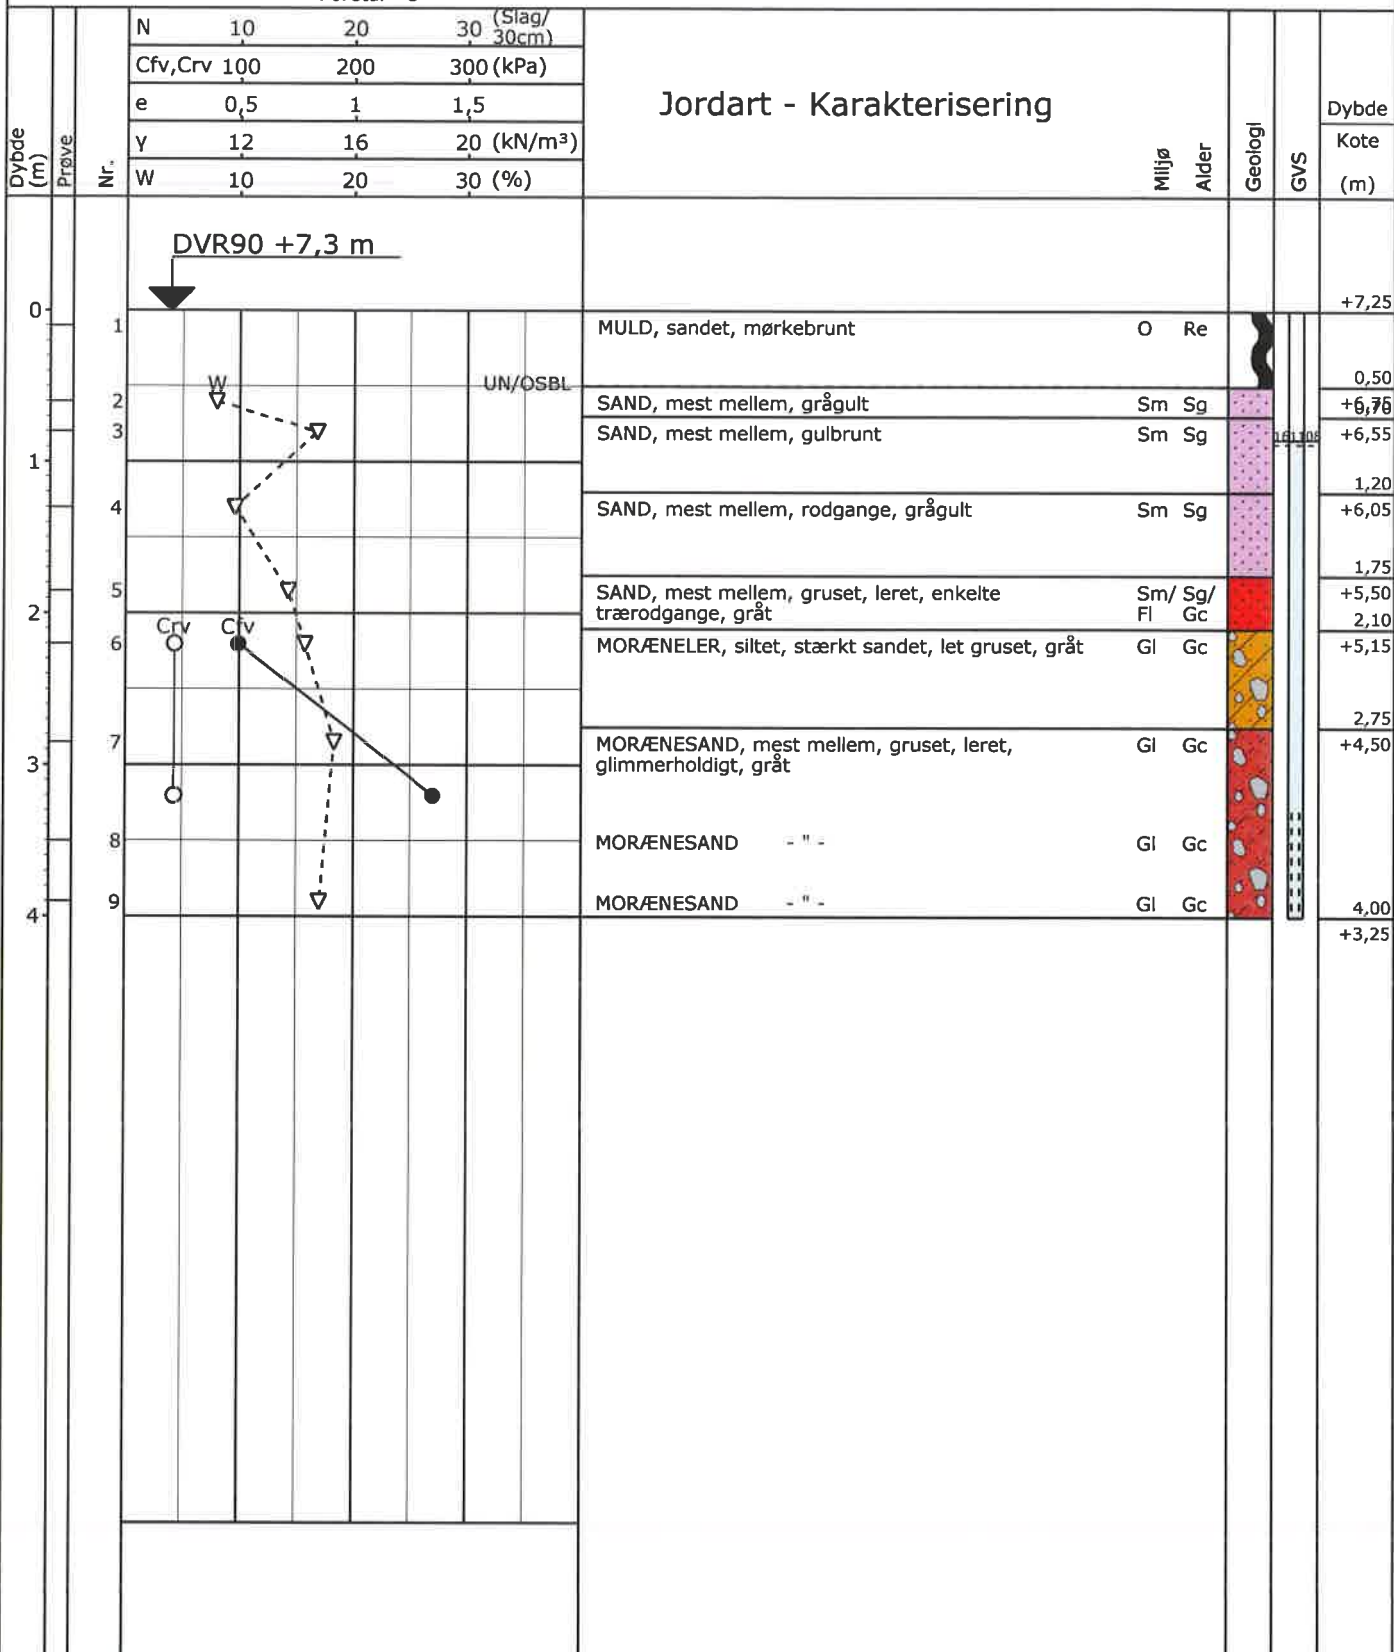 N 10 20 30 (Slag/30cm)
Cfv,Crv 100 200 300 (kPa)
e 0,5 1 1,5
γ 12 16 20 (kN/m³)
W 10 20 30 (%)
Dybde (m)
Prøve
Nr.
Jordart - Karakterisering
Miljø
Alder
Geologi
GVS
Dybde
Kote
(m)
DVR90 +7,3 m
+7,25
0
1 MULD, sandet, mørkebrunt O Re
W UN/OSBL 0,50
2 SAND, mest mellem, grågult Sm Sg +6,75
0,70
3 SAND, mest mellem, gulbrunt Sm Sg +6,55
1
1,20
4 SAND, mest mellem, rodgange, grågult Sm Sg +6,05
1,75
5 SAND, mest mellem, gruset, leret, enkelte Sm/ Sg/ +5,50
2 trærodgange, gråt Fl Gc 2,10
Crv Cfv
6 MORÆNELER, siltet, stærkt sandet, let gruset, gråt Gl Gc +5,15
2,75
7 MORÆNESAND, mest mellem, gruset, leret, Gl Gc +4,50
3 glimmerholdigt, gråt
8 MORÆNESAND - " - Gl Gc
9 MORÆNESAND - " - Gl Gc
4 4,00
+3,25